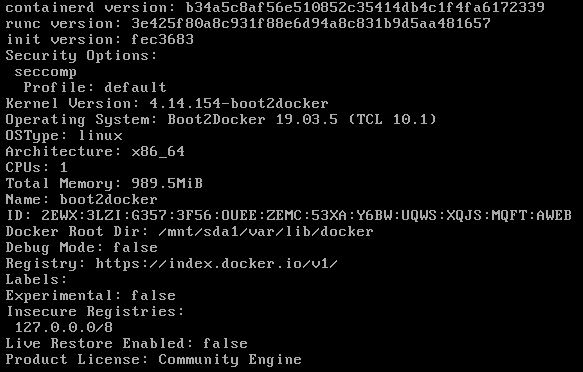 containerd version: b34a5c8af56e510852c35414db4c1f4fa6172339
runc version: 3e425f80a8c931f88e6d94a8c831b9d5aa481657
init version: fec3683
Security Options:
seccomp
Profile: default
Kernel Version: 4.14.154-boot2docker
Operating System: Boot2Docker 19.03.5 (TCL 10.1)
OSType: linux
Architecture: x86_64
CPUs: 1
Total Memory: 989.5MiB
Name: boot2docker
ID: 2EWX:3LZI:G357:3F56:OUEE:ZEMC:53XA:Y6BW:UQWS:XQJS:MQFT:AWEB
Docker Root Dir: /mnt/sda1/var/lib/docker
Debug Mode: false
Registry: https://index.docker.io/v1/
Labels:
Experimental: false
Insecure Registries:
127.0.0.0/8
Live Restore Enabled: false
Product License: Community Engine